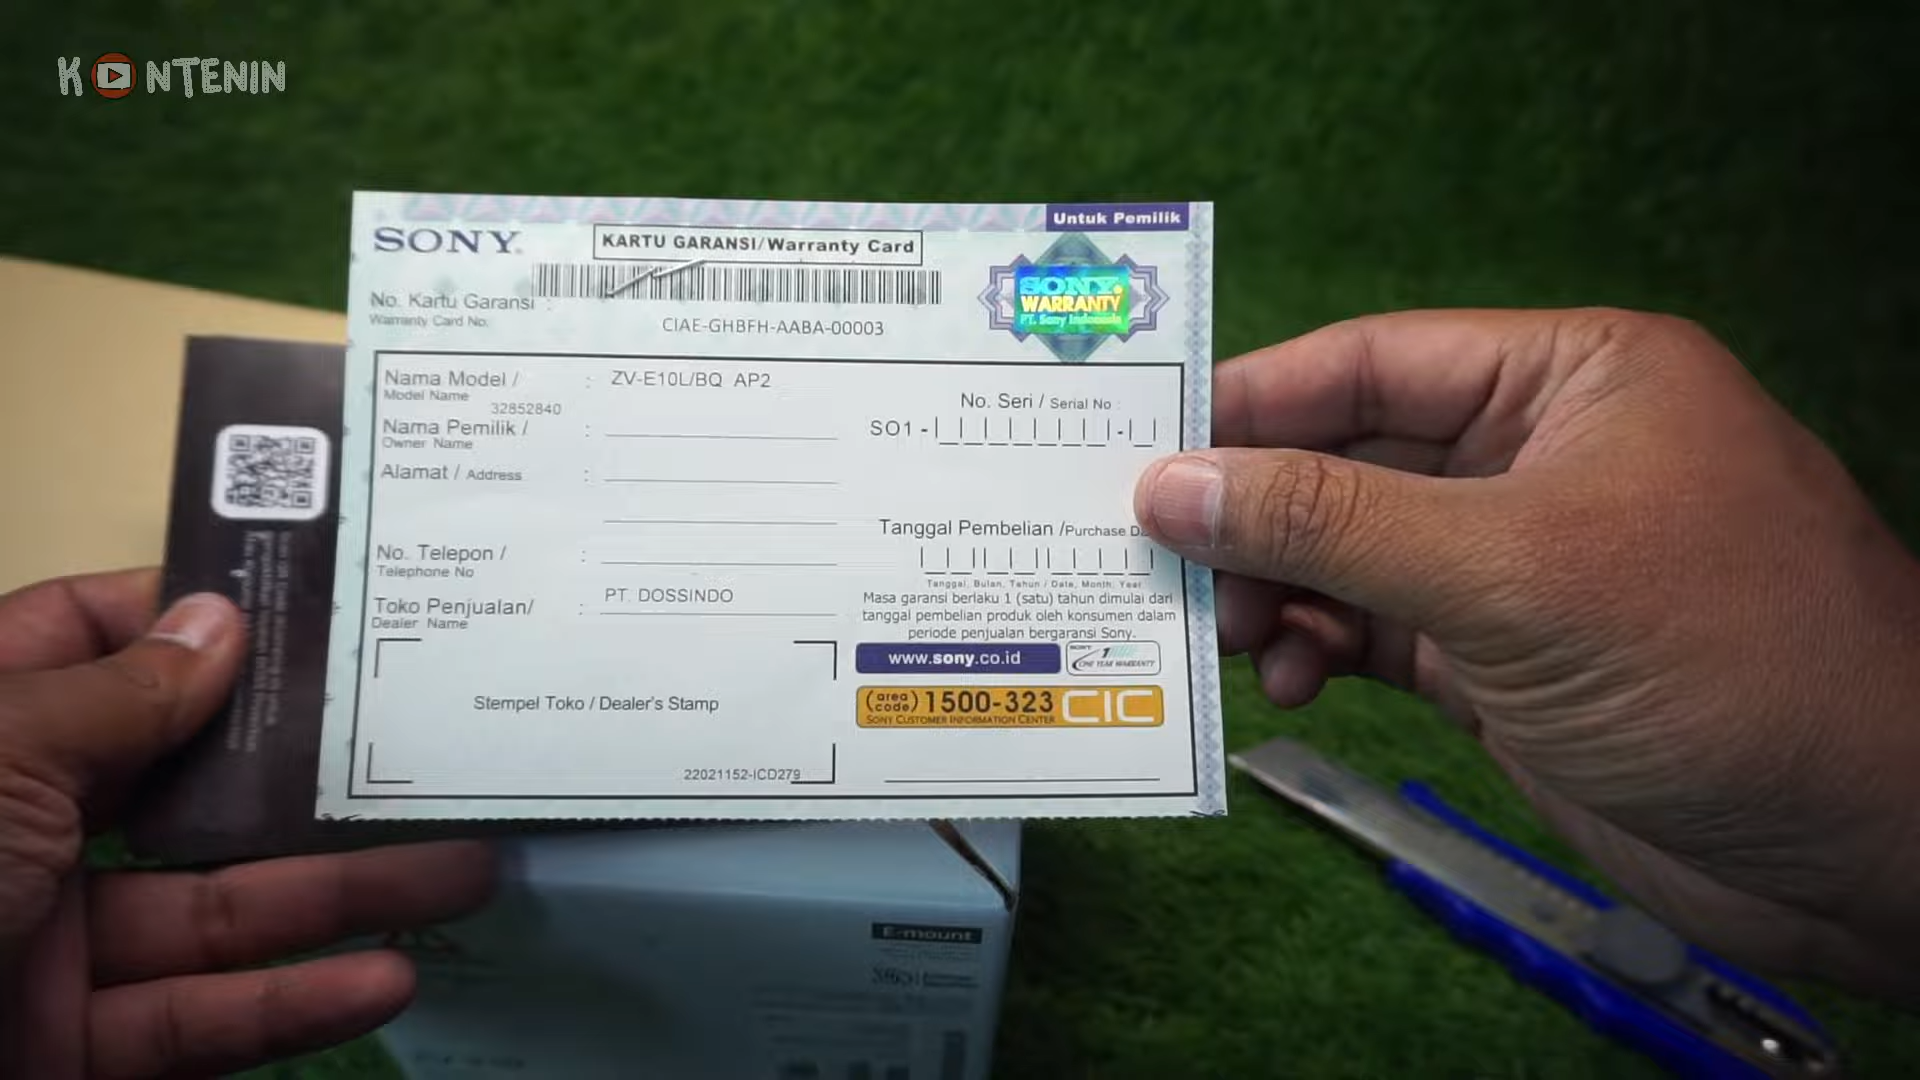 KONTENIN
Untuk Pemilik
SONY
KARTU GARANSI/Warranty Card
SONY
WARRANTY
PT. Sony Indonesia
No. Kartu Garansi :
Warranty Card No.
CIAE-GHBFH-AABA-00003
Nama Model / : ZV-E10L/BQ AP2
Model Name
32852840
No. Seri / Serial No :
SO1 -
Nama Pemilik / :
Owner Name
Alamat / Address :
Tanggal Pembelian /Purchase D
No. Telepon / :
Telephone No
Tanggal, Bulan, Tahun / Date, Month, Year
Toko Penjualan/ : PT. DOSSINDO
Dealer Name
Masa garansi berlaku 1 (satu) tahun dimulai dari
tanggal pembelian produk oleh konsumen dalam
periode penjualan bergaransi Sony.
www.sony.co.id
SONY
ONE YEAR WARRANTY
(area code) 1500-323 CIC
SONY CUSTOMER INFORMATION CENTER
Stempel Toko / Dealer's Stamp
22021152-ICD279
E-mount